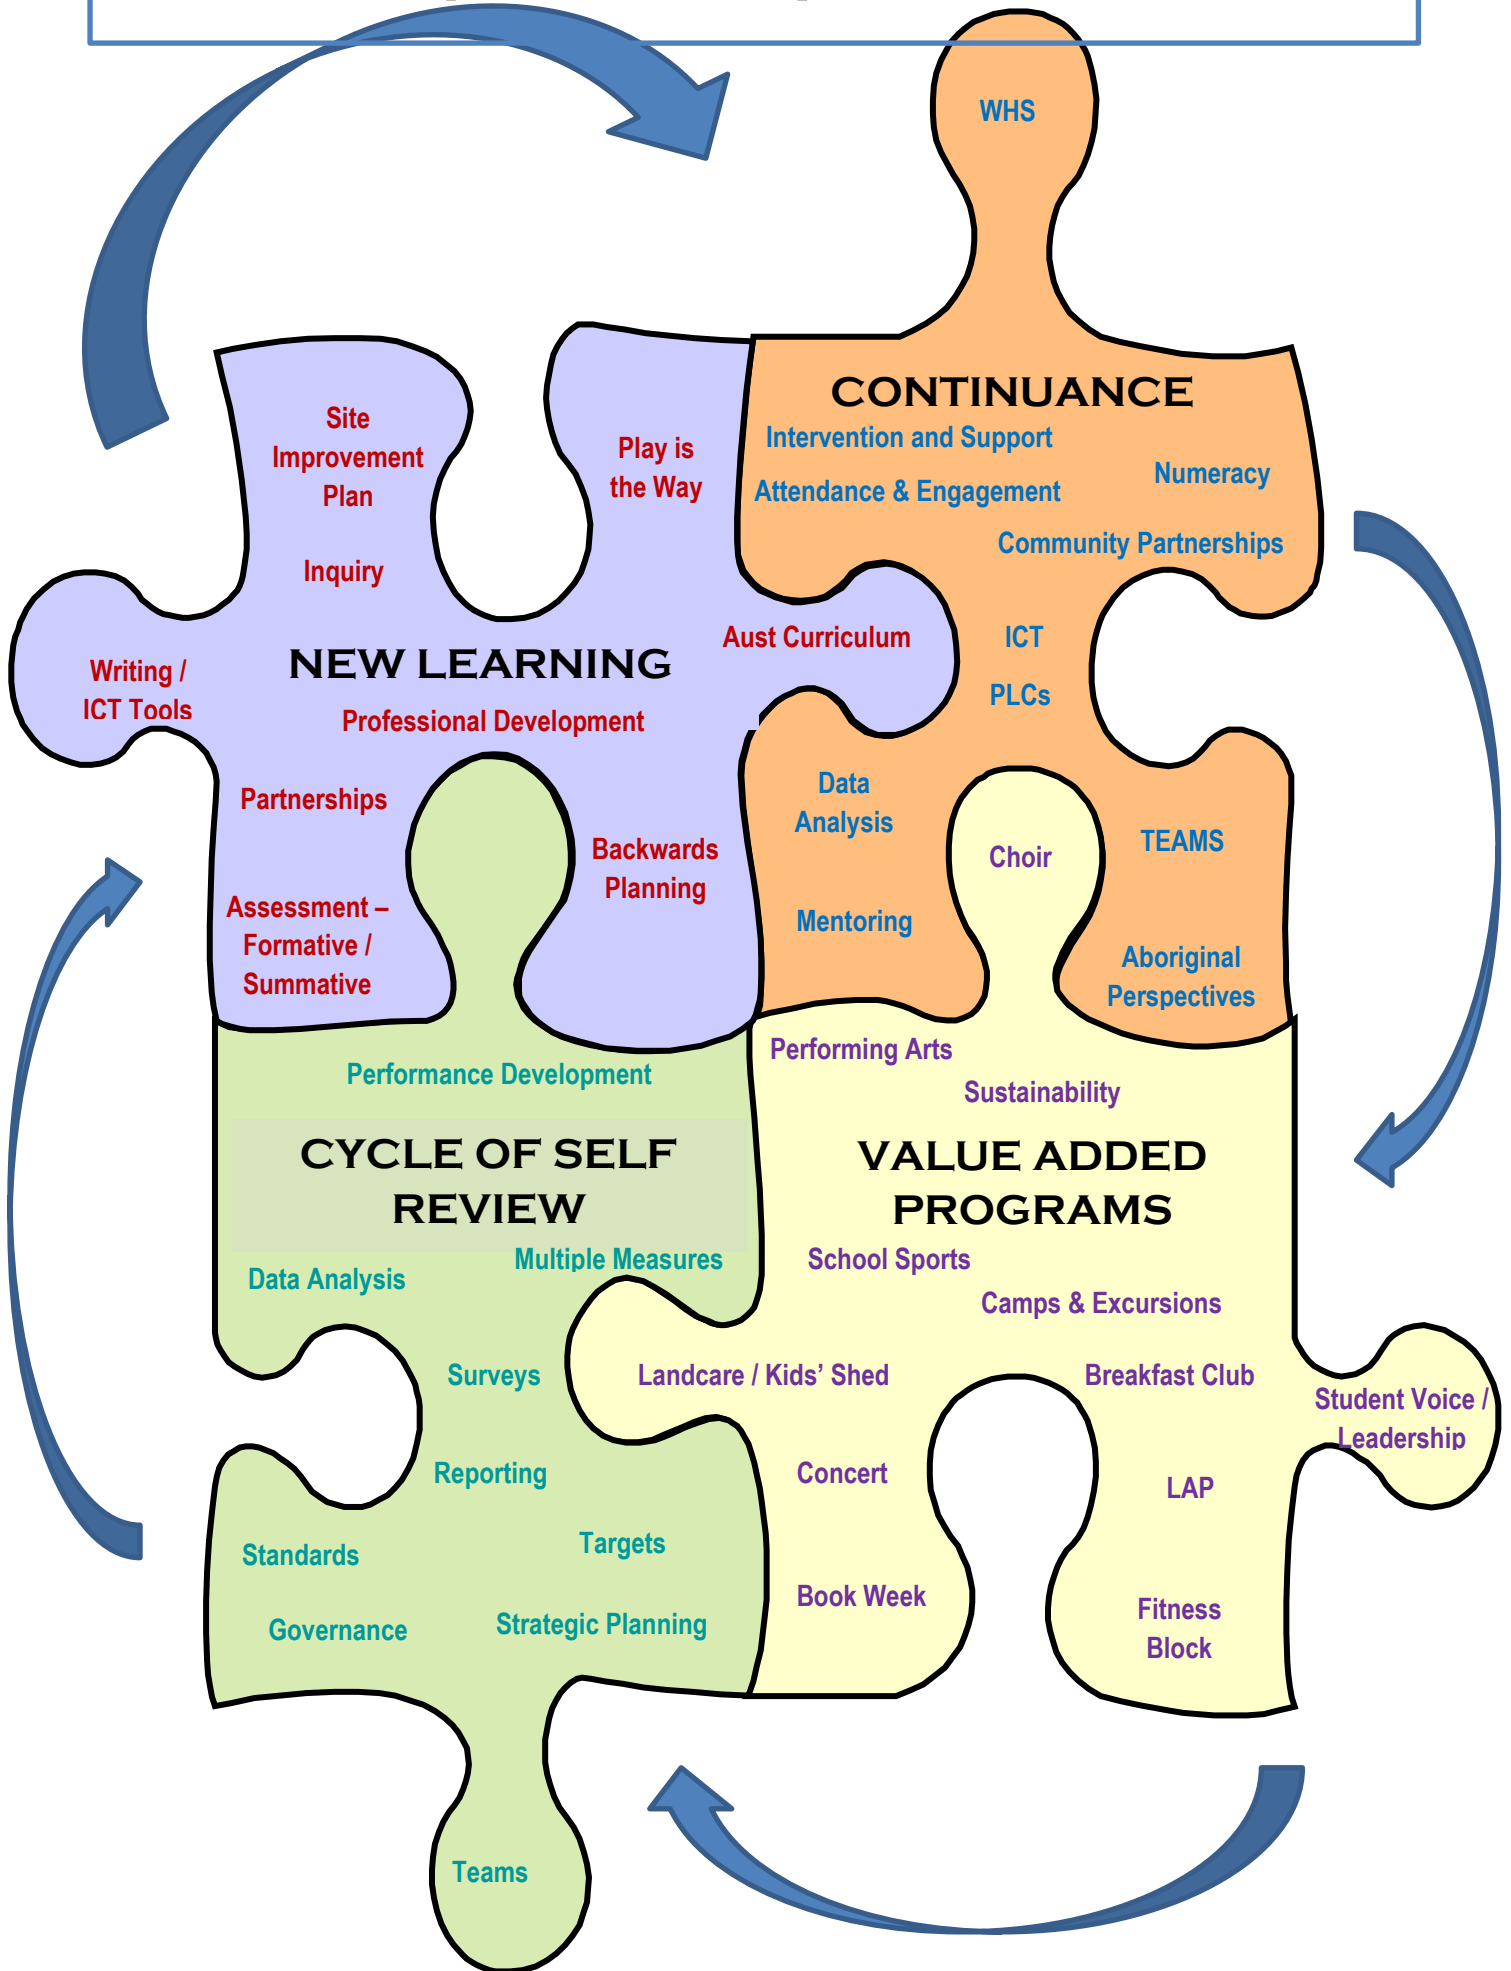 WHS
CONTINUANCE
Intervention and Support
Numeracy
Attendance & Engagement
Community Partnerships
ICT
PLCs
Data
Analysis
TEAMS
Mentoring
Aboriginal
Perspectives
Site
Improvement
Plan
Play is
the Way
Inquiry
Aust Curriculum
NEW LEARNING
Writing /
ICT Tools
Professional Development
Partnerships
Backwards
Planning
Assessment –
Formative /
Summative
Choir
Performing Arts
Sustainability
VALUE ADDED
PROGRAMS
School Sports
Camps & Excursions
Landcare / Kids’ Shed
Breakfast Club
Student Voice /
Leadership
Concert
LAP
Book Week
Fitness
Block
Performance Development
CYCLE OF SELF
REVIEW
Multiple Measures
Data Analysis
Surveys
Reporting
Targets
Standards
Strategic Planning
Governance
Teams